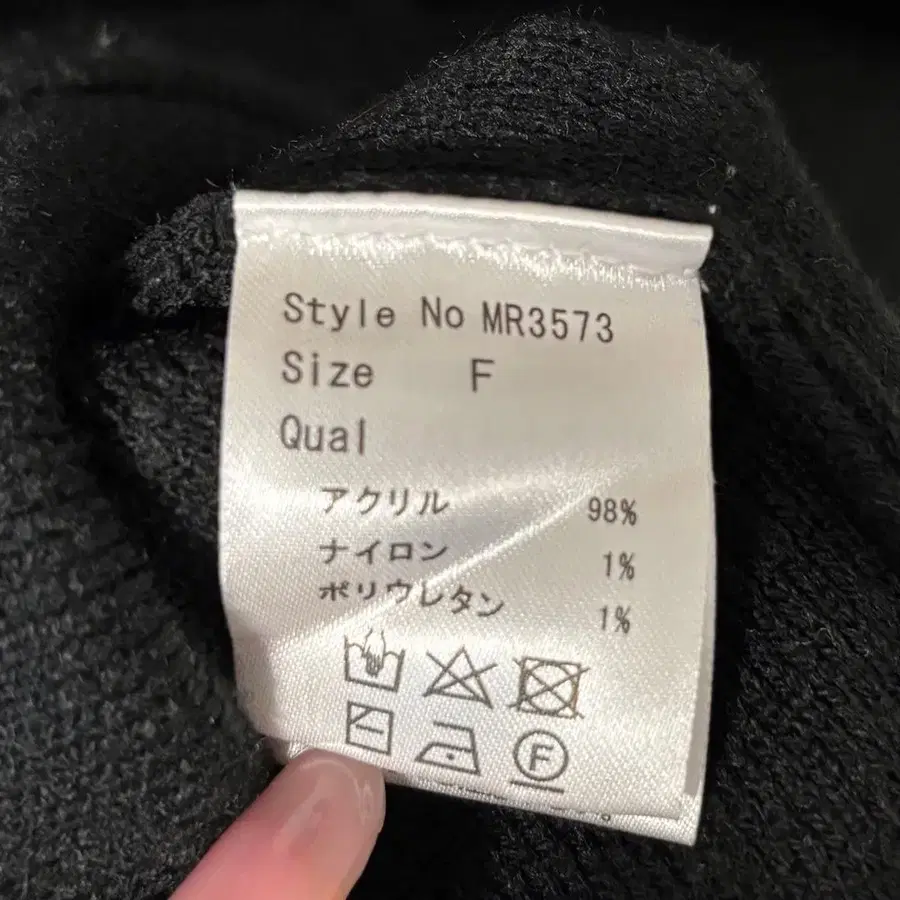 Style No MR3573
Size F
Qual
アクリル 98%
ナイロン 1%
ポリウレタン 1%
F